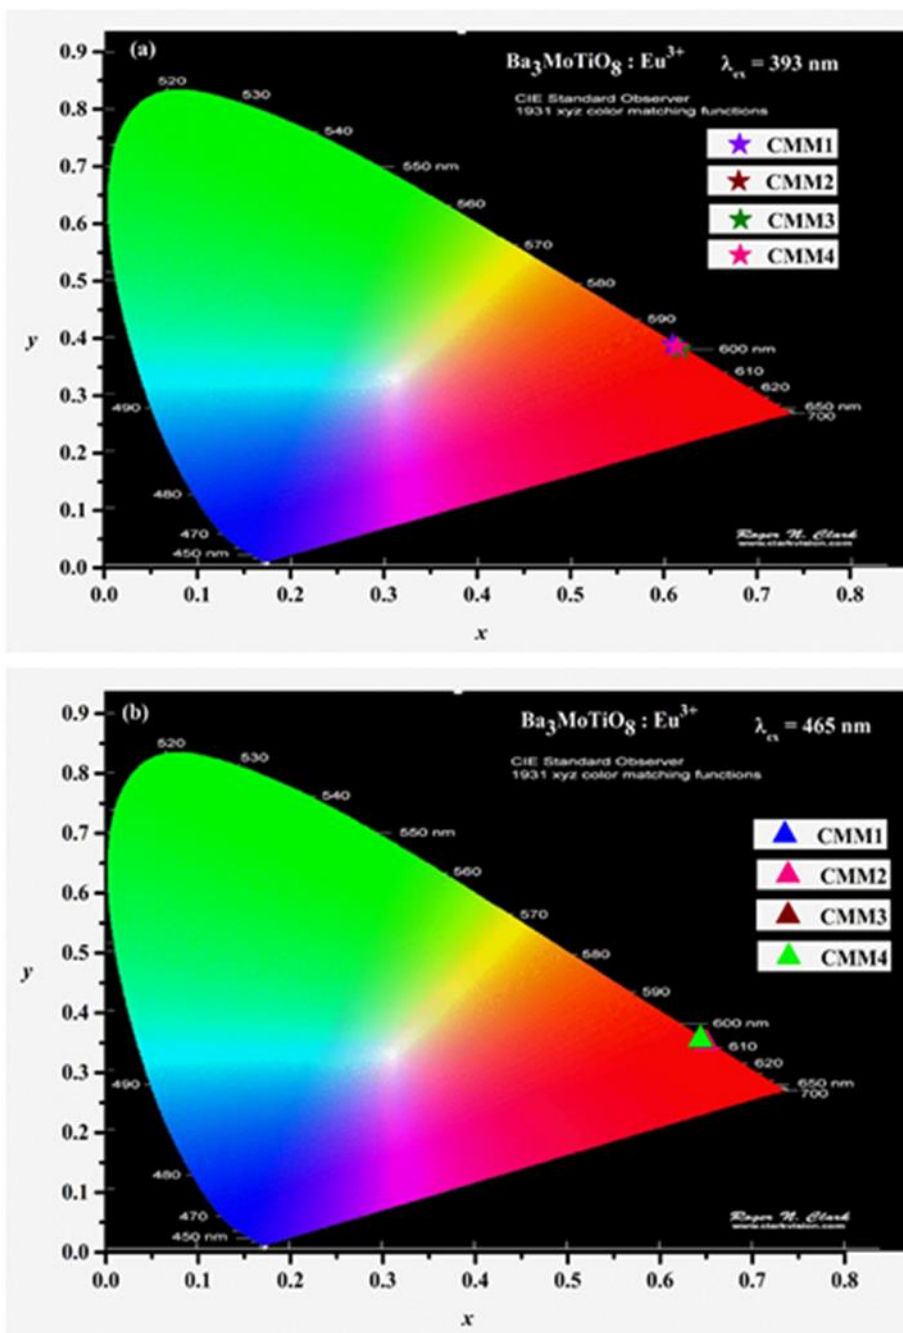 (a)
Ba₃MoTiO₈ : Eu³⁺ λₑₓ = 393 nm
CIE Standard Observer
1931 xyz color matching functions
CMM1
CMM2
CMM3
CMM4
520
530
540
550 nm
560
570
580
590
600 nm
610
620
650 nm
700
490
480
470
450 nm
Roger N. Clark
www.clarkvision.com
0.9
0.8
0.7
0.6
0.5
0.4
0.3
0.2
0.1
0.0
y
0.0 0.1 0.2 0.3 0.4 0.5 0.6 0.7 0.8
x
(b)
Ba₃MoTiO₈ : Eu³⁺ λₑₓ = 465 nm
CIE Standard Observer
1931 xyz color matching functions
CMM1
CMM2
CMM3
CMM4
520
530
540
550 nm
560
570
580
590
600 nm
610
620
650 nm
700
490
480
470
450 nm
Roger N. Clark
www.clarkvision.com
0.9
0.8
0.7
0.6
0.5
0.4
0.3
0.2
0.1
0.0
y
0.0 0.1 0.2 0.3 0.4 0.5 0.6 0.7 0.8
x